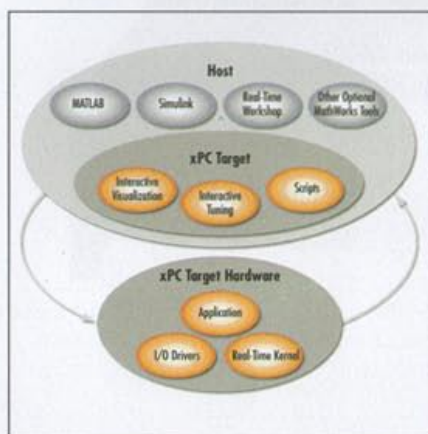 Host
MATLAB
Simulink
Real-Time
Workshop
Other Optional
MathWorks Tools
xPC Target
Interactive
Visualization
Interactive
Tuning
Scripts
xPC Target Hardware
Application
I/O Drivers
Real-Time Kernel